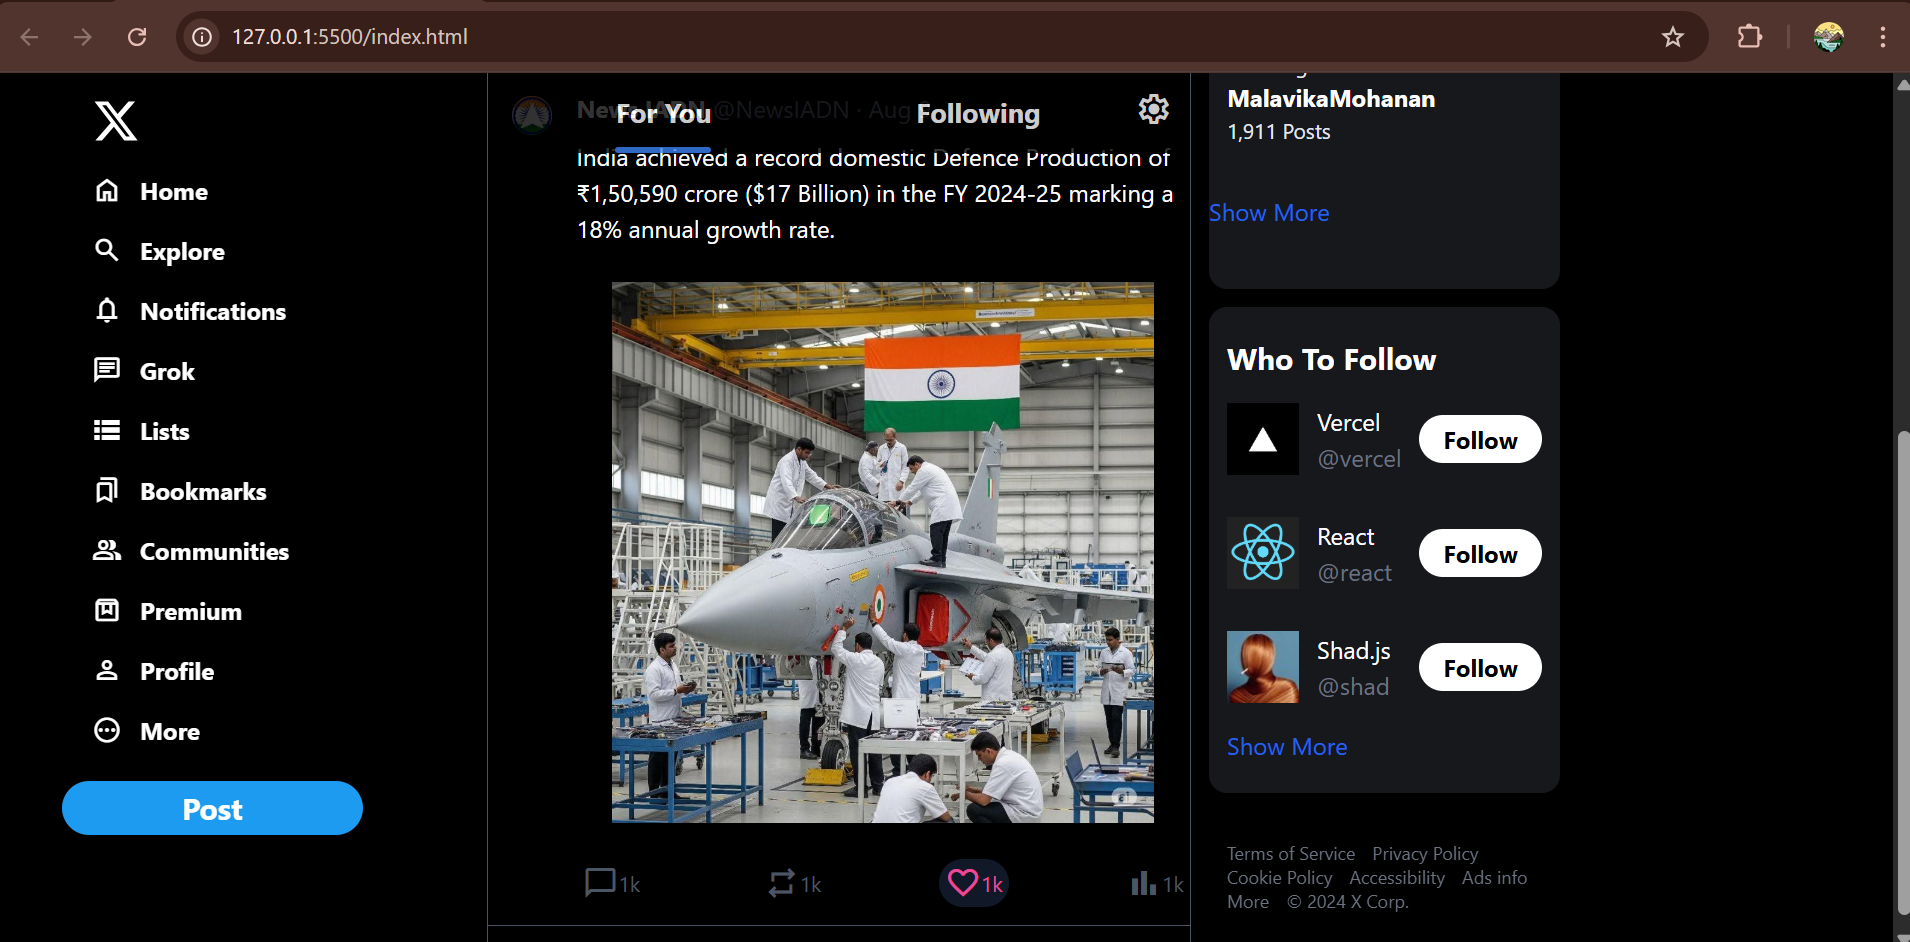 127.0.0.1:5500/index.html
Home
Explore
Notifications
Grok
Lists
Bookmarks
Communities
Premium
Profile
More
Post
News IADN @NewsIADN · Aug
For You
Following
India achieved a record domestic Defence Production of
₹1,50,590 crore ($17 Billion) in the FY 2024-25 marking a
18% annual growth rate.
1k
1k
1k
1k
MalavikaMohanan
1,911 Posts
Show More
Who To Follow
Vercel
@vercel
Follow
React
@react
Follow
Shad.js
@shad
Follow
Show More
Terms of Service Privacy Policy
Cookie Policy Accessibility Ads info
More © 2024 X Corp.